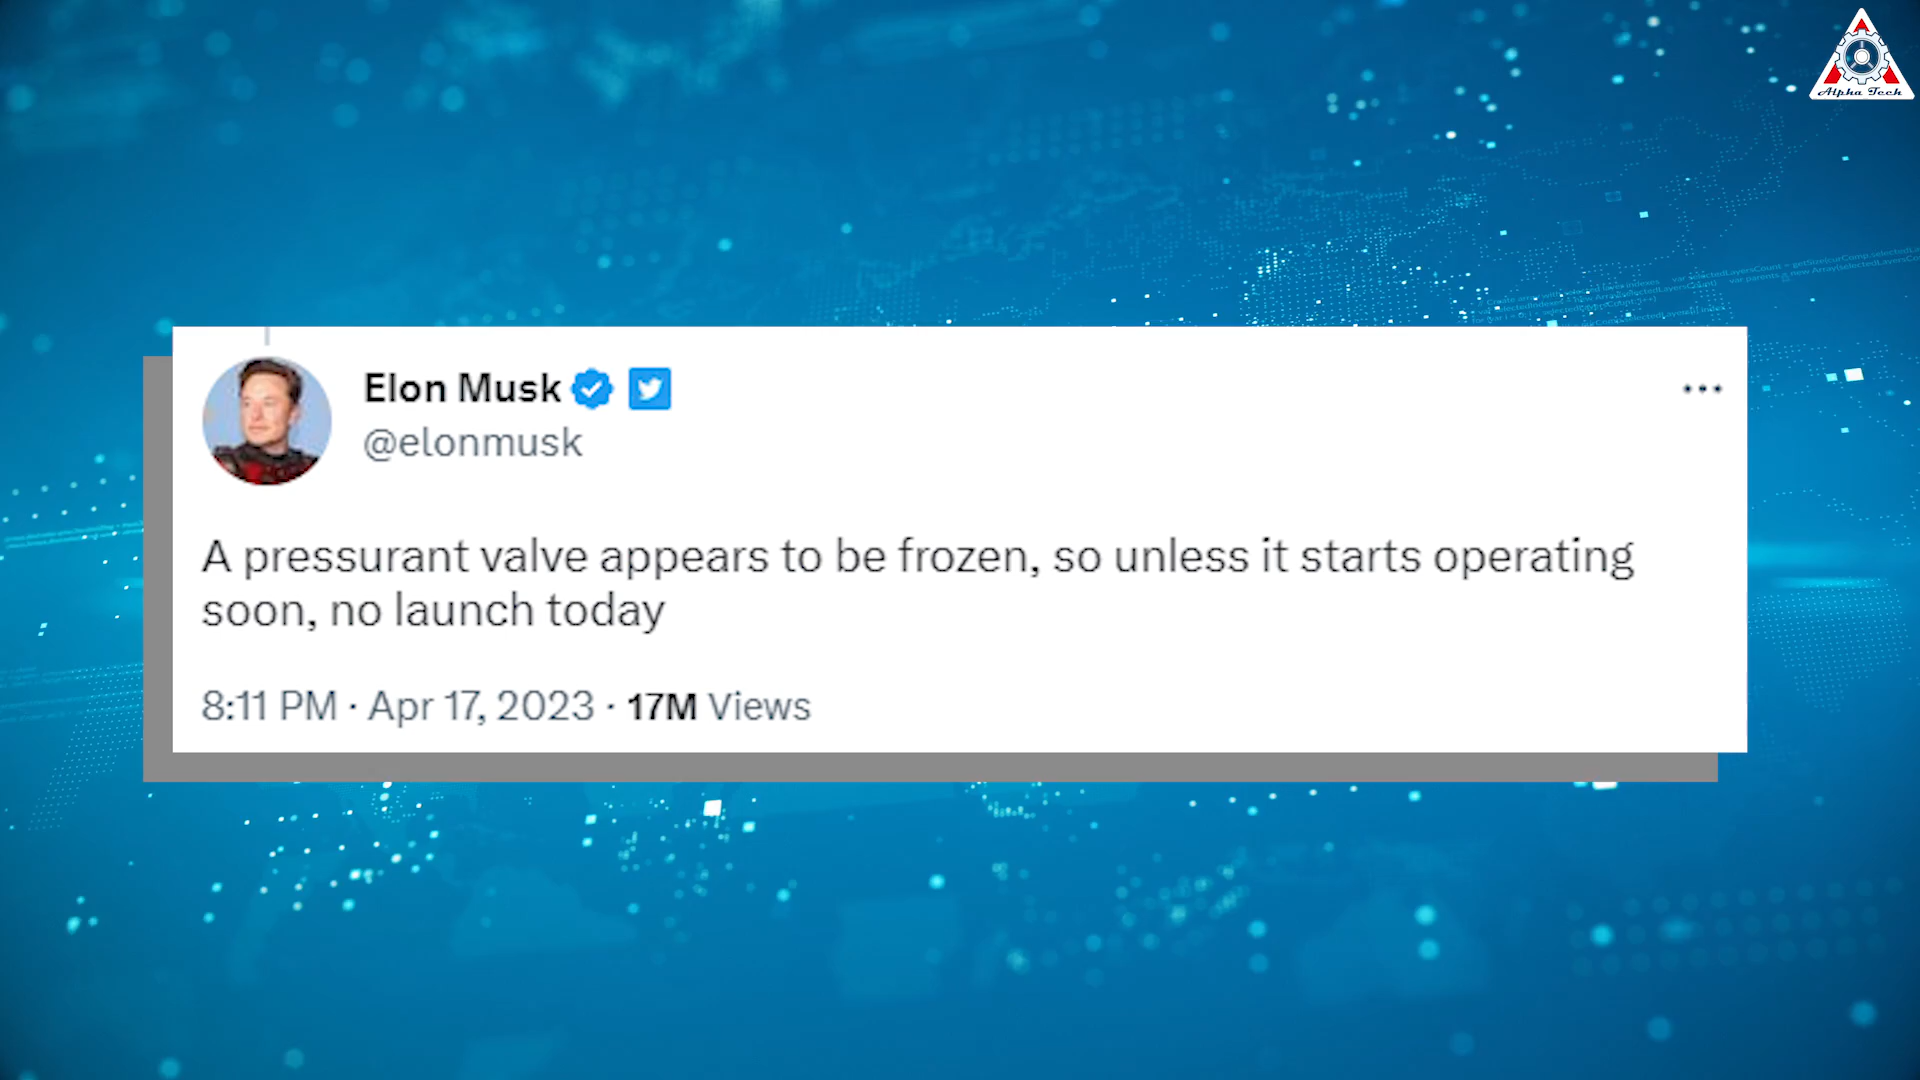 Alpha Tech
Elon Musk
@elonmusk
A pressurant valve appears to be frozen, so unless it starts operating
soon, no launch today
8:11 PM · Apr 17, 2023 · 17M Views